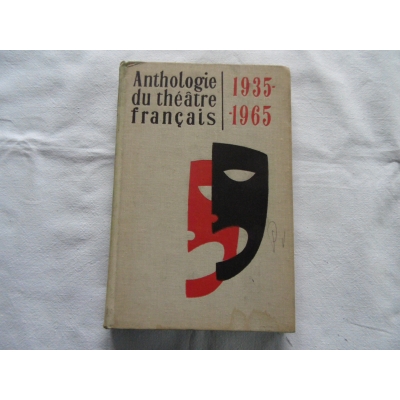 Anthologie
du théâtre
français
1935-
-1965